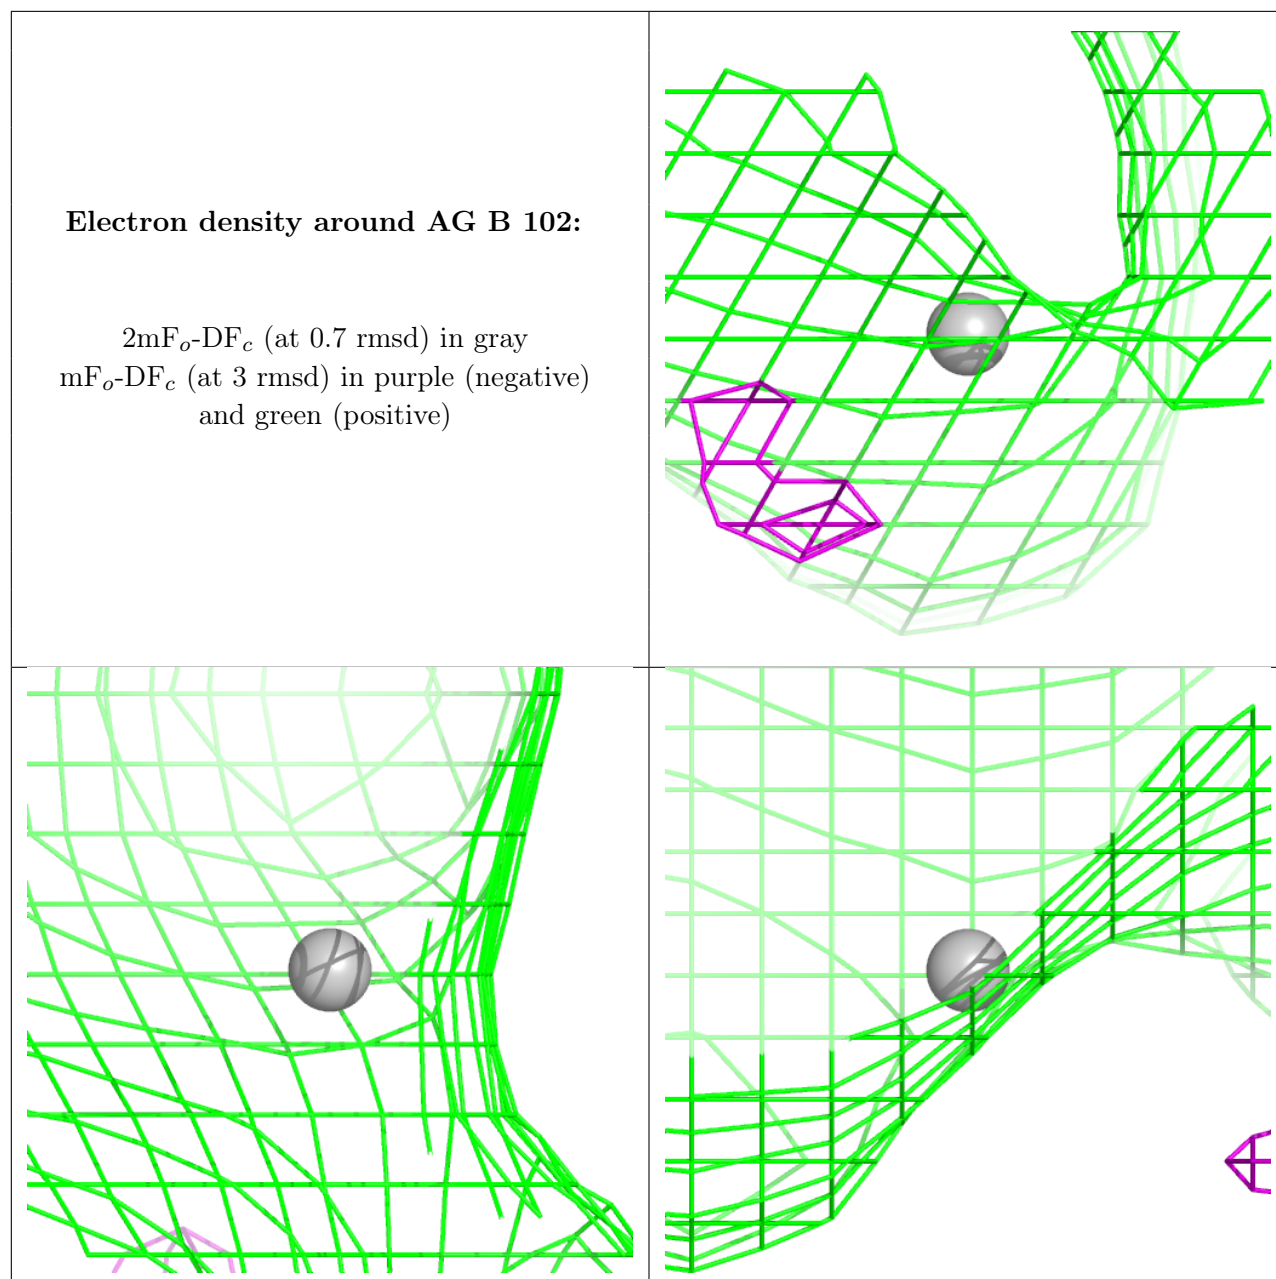 Electron density around AG B 102:
2mFo-DFc (at 0.7 rmsd) in gray
mFo-DFc (at 3 rmsd) in purple (negative)
and green (positive)